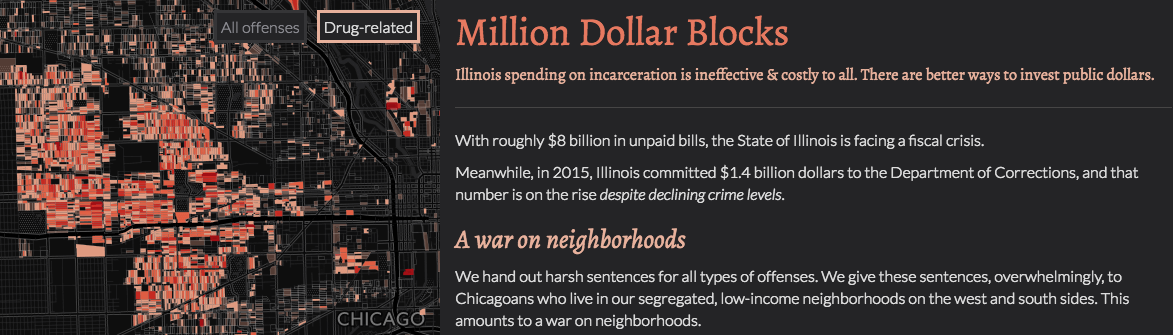 All offenses
Drug-related
CHICAGO
Million Dollar Blocks
Illinois spending on incarceration is ineffective & costly to all. There are better ways to invest public dollars.
With roughly $8 billion in unpaid bills, the State of Illinois is facing a fiscal crisis.
Meanwhile, in 2015, Illinois committed $1.4 billion dollars to the Department of Corrections, and that
number is on the rise despite declining crime levels.
A war on neighborhoods
We hand out harsh sentences for all types of offenses. We give these sentences, overwhelmingly, to
Chicagoans who live in our segregated, low-income neighborhoods on the west and south sides. This
amounts to a war on neighborhoods.